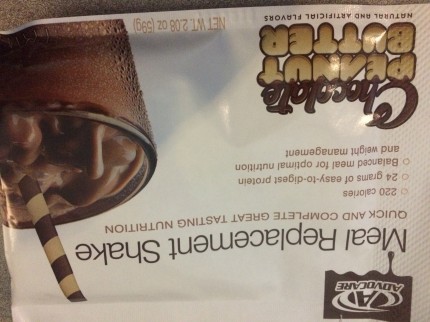 ADVOCARE
Meal Replacement Shake
QUICK AND COMPLETE GREAT TASTING NUTRITION
220 calories
24 grams of easy-to-digest protein
Balanced meal for optimal nutrition
and weight management
Chocolate
PEANUT
BUTTER
NATURAL AND ARTIFICIAL FLAVORS
NET WT. 2.08 oz (59g)